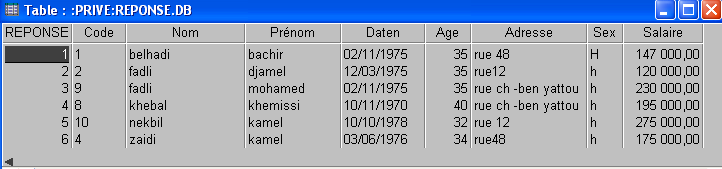 Table : :PRIVE:REPONSE.DB
REPONSE Code Nom Prénom Daten Age Adresse Sex Salaire
1 1 belhadi bachir 02/11/1975 35 rue 48 H 147 000,00
2 2 fadli djamel 12/03/1975 35 rue12 h 120 000,00
3 9 fadli mohamed 02/11/1975 35 rue ch -ben yattou h 230 000,00
4 8 khebal khemissi 10/11/1970 40 rue ch -ben yattou h 195 000,00
5 10 nekbil kamel 10/10/1978 32 rue 12 h 275 000,00
6 4 zaidi kamel 03/06/1976 34 rue48 h 175 000,00